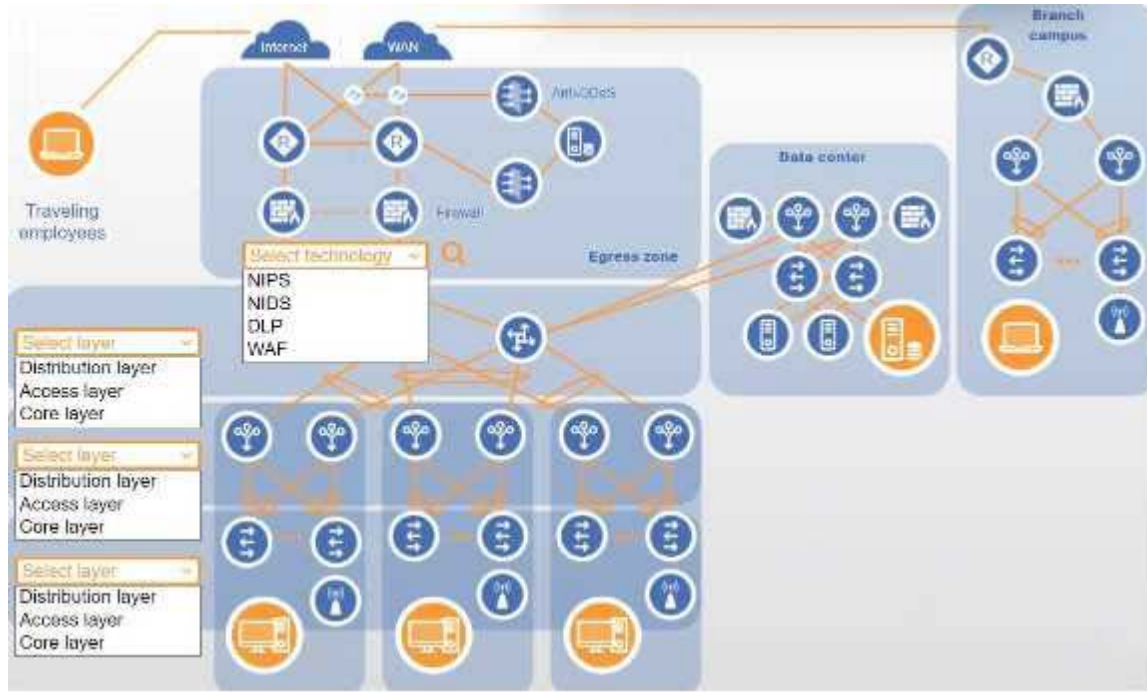 Branch
campus
Internet
WAN
R
Anti-DDoS
R
R
Data center
Traveling
employees
Firewall
Select technology
NIPS
NIDS
DLP
WAF
Egress zone
Select layer
Distribution layer
Access layer
Core layer
Select layer
Distribution layer
Access layer
Core layer
Select layer
Distribution layer
Access layer
Core layer